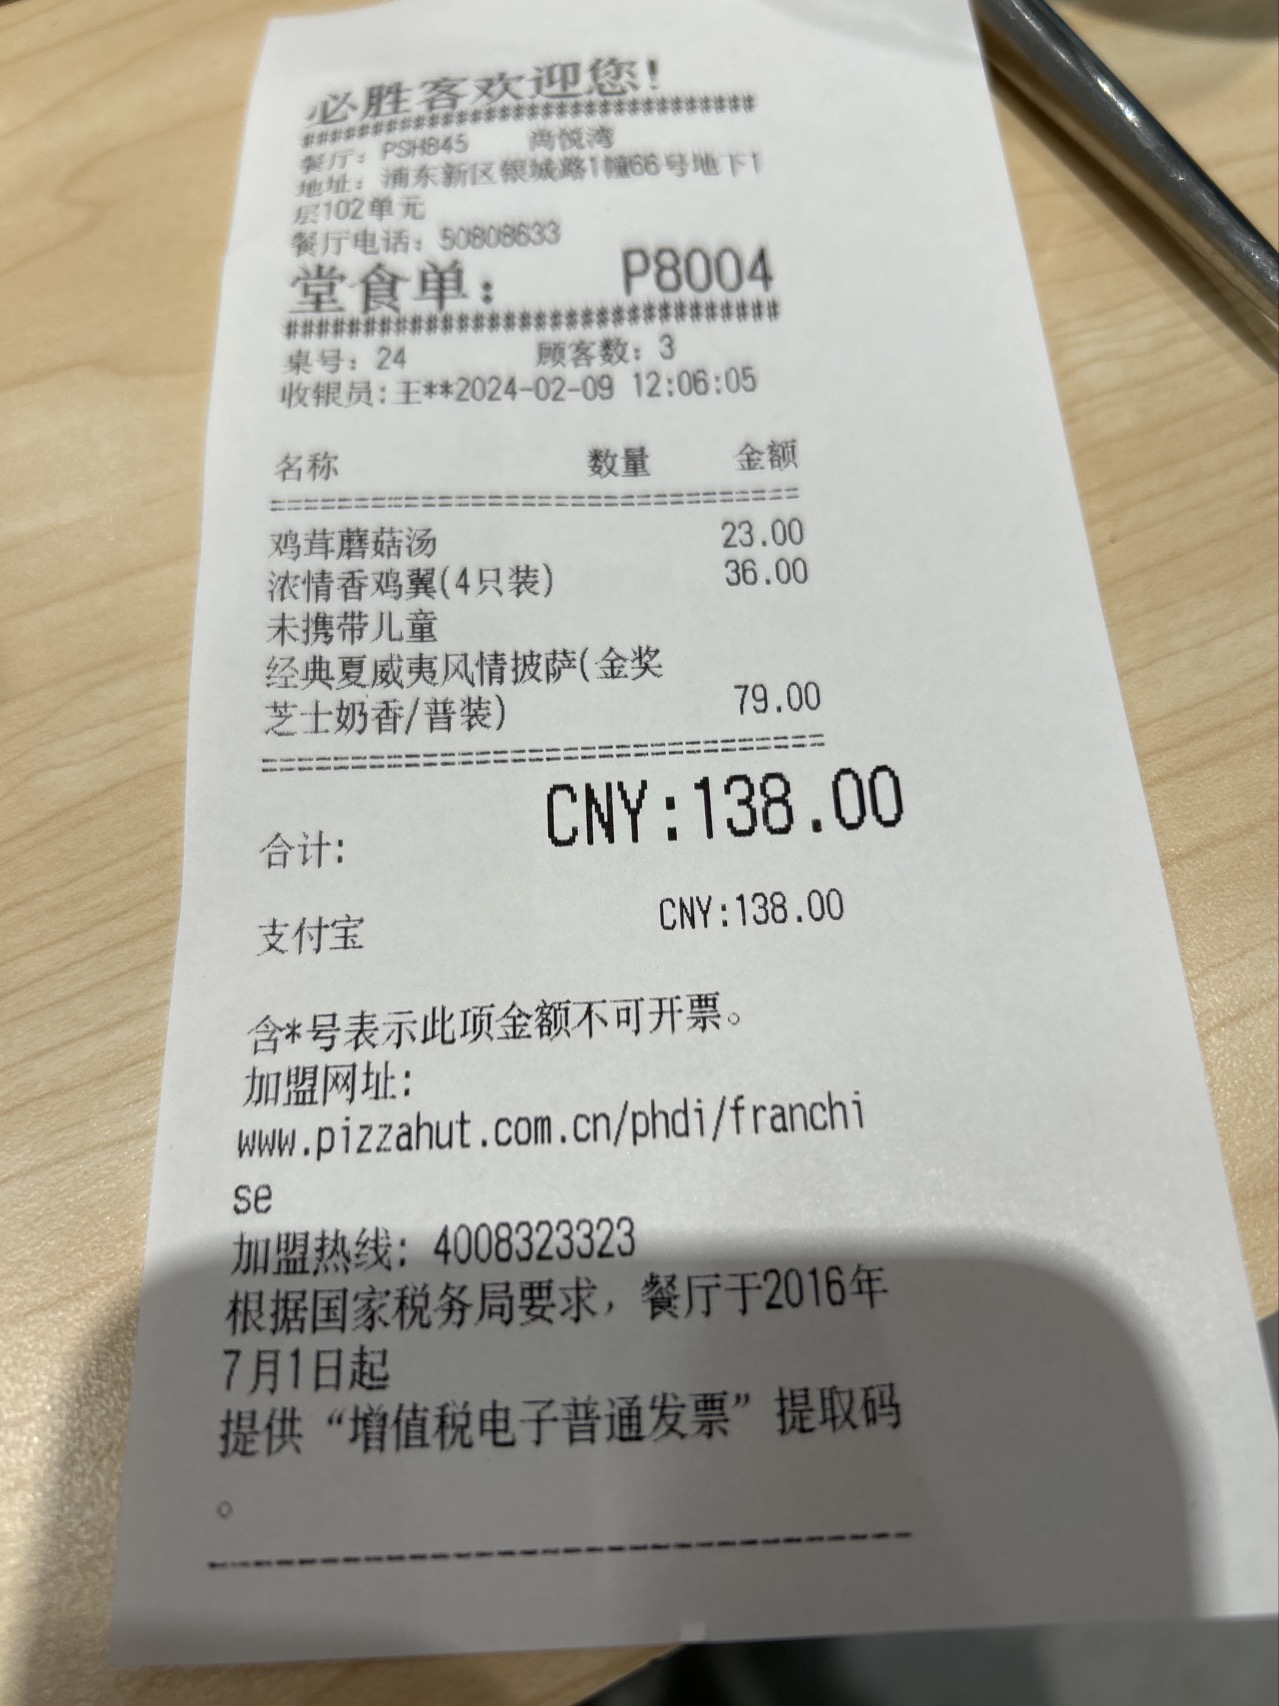 必胜客欢迎您!
################################
餐厅: PSH845 尚悦湾
地址: 浦东新区银城路1幢66号地下1
层102单元
餐厅电话: 50808633
堂食单: P8004
################################
桌号: 24 顾客数: 3
收银员:王**2024-02-09 12:06:05
名称 数量 金额
================================
鸡茸蘑菇汤 23.00
浓情香鸡翼(4只装) 36.00
未携带儿童
经典夏威夷风情披萨(金奖
芝士奶香/普装) 79.00
================================
合计: CNY:138.00
支付宝 CNY:138.00
含*号表示此项金额不可开票。
加盟网址:
www.pizzahut.com.cn/phdi/franchi
se
加盟热线: 4008323323
根据国家税务局要求，餐厅于2016年
7月1日起
提供“增值税电子普通发票”提取码
。
--------------------------------